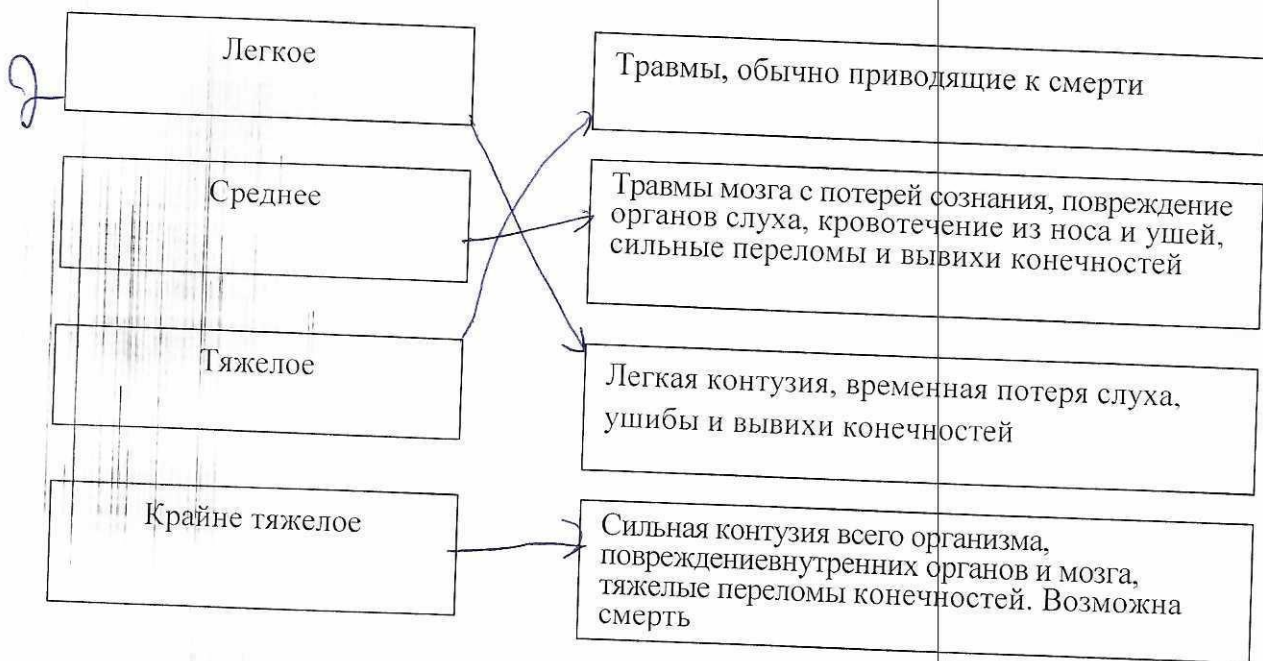 Легкое
Травмы, обычно приводящие к смерти
Среднее
Травмы мозга с потерей сознания, повреждение
органов слуха, кровотечение из носа и ушей,
сильные переломы и вывихи конечностей
Тяжелое
Легкая контузия, временная потеря слуха,
ушибы и вывихи конечностей
Крайне тяжелое
Сильная контузия всего организма,
повреждениевнутренних органов и мозга,
тяжелые переломы конечностей. Возможна
смерть